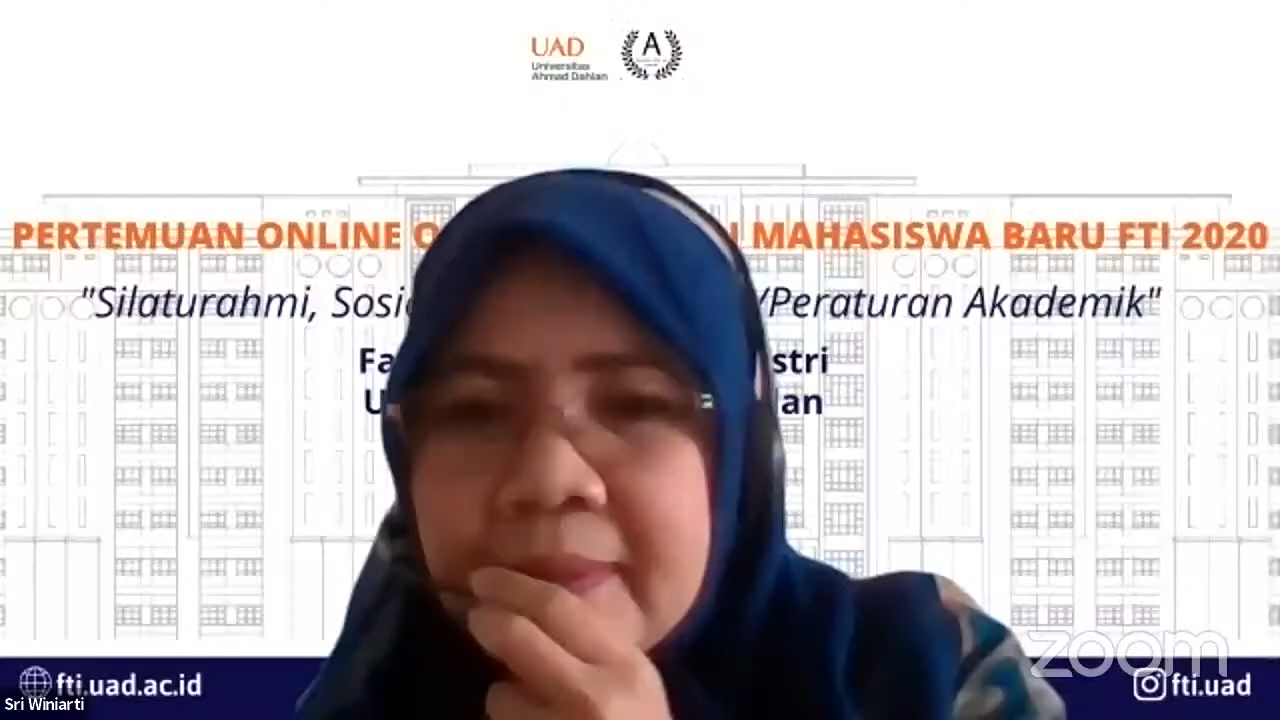 UAD
Universitas
Ahmad Dahlan
A
PERTEMUAN ONLINE O I MAHASISWA BARU FTI 2020
"Silaturahmi, Sosi /Peraturan Akademik"
Fa stri
U an
zoom
fti.uad.ac.id
fti.uad
Sri Winiarti